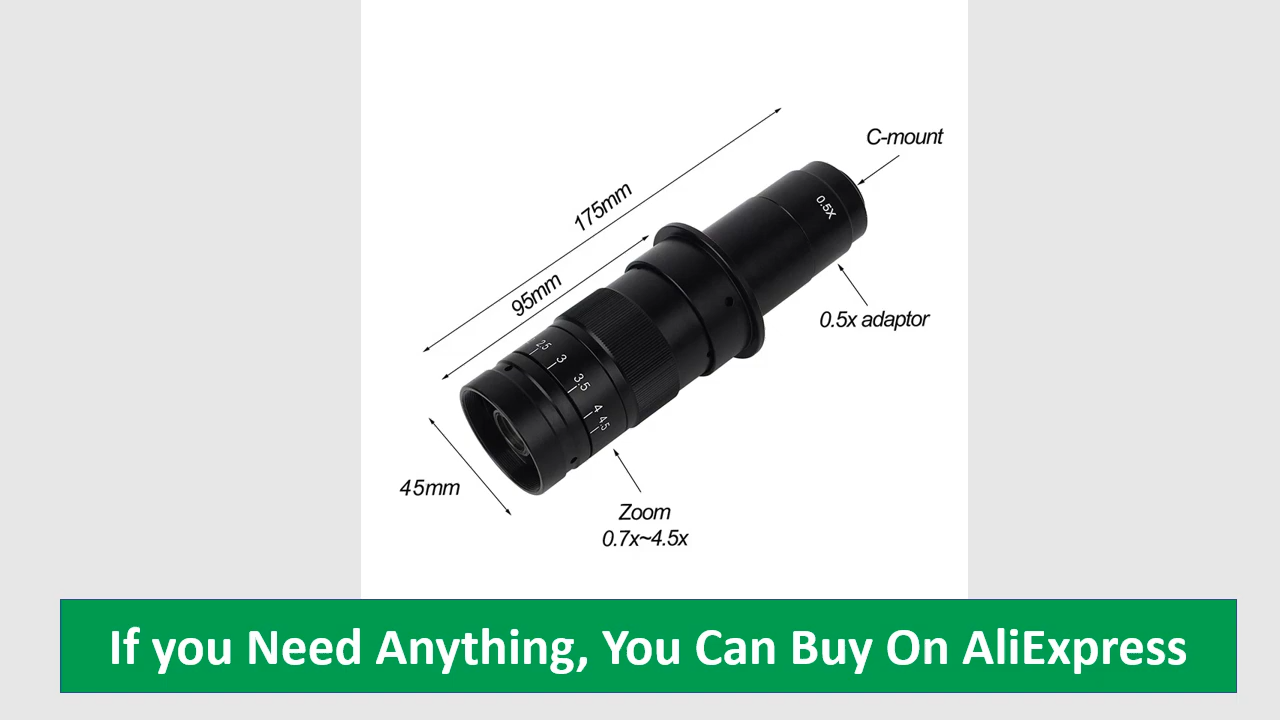 C-mount
175mm
0.5X
95mm
0.5x adaptor
2.5
3
3.5
4
4.5
45mm
Zoom
0.7x~4.5x
If you Need Anything, You Can Buy On AliExpress